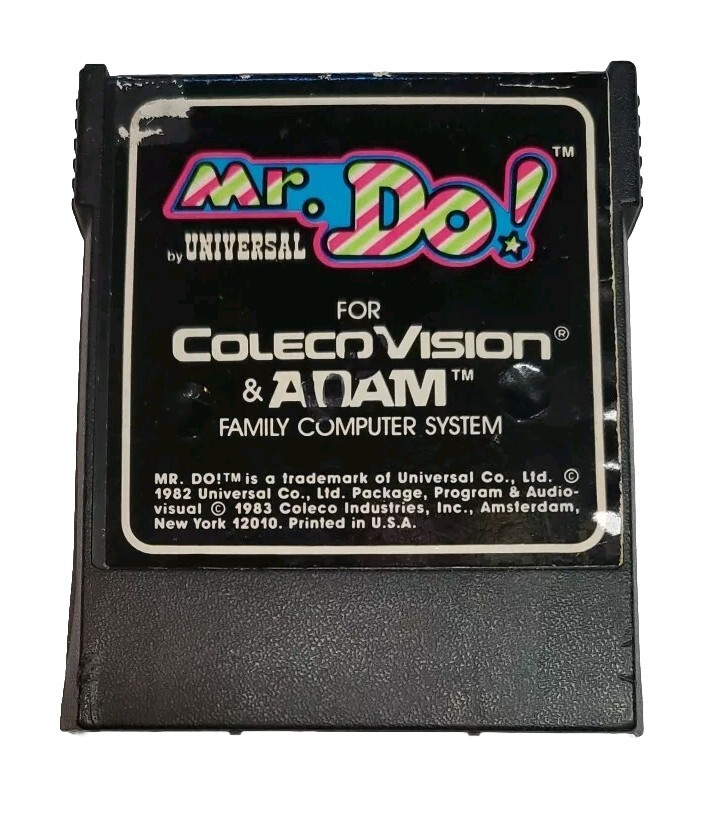 Mr. Do!™
by UNIVERSAL
FOR
COLECOVISION®
& ADAM™
FAMILY COMPUTER SYSTEM
MR. DO!™ is a trademark of Universal Co., Ltd. ©
1982 Universal Co., Ltd. Package, Program & Audio-
visual © 1983 Coleco Industries, Inc., Amsterdam,
New York 12010. Printed in U.S.A.